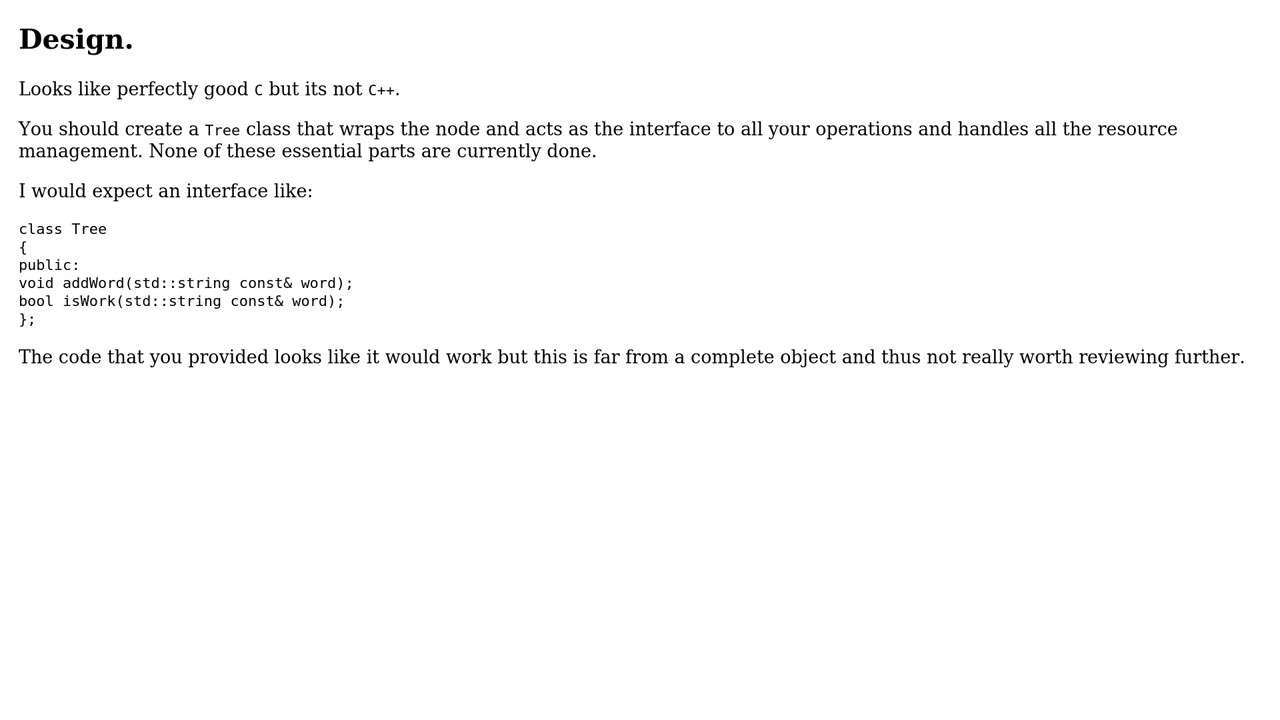 Design.
Looks like perfectly good C but its not C++.
You should create a Tree class that wraps the node and acts as the interface to all your operations and handles all the resource
management. None of these essential parts are currently done.
I would expect an interface like:
class Tree
{
public:
void addWord(std::string const& word);
bool isWork(std::string const& word);
};
The code that you provided looks like it would work but this is far from a complete object and thus not really worth reviewing further.